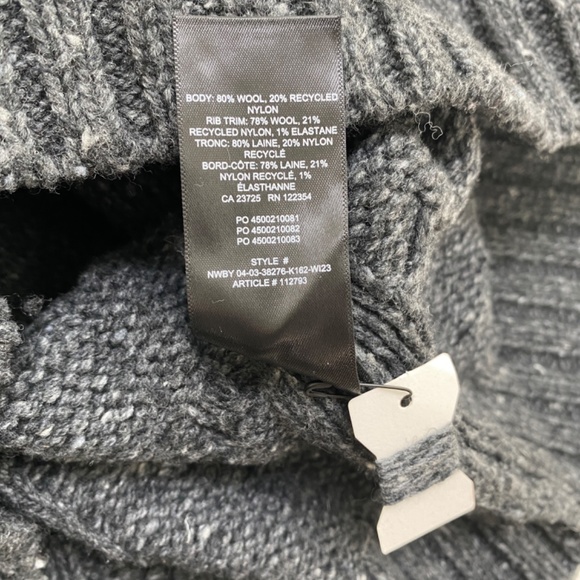 BODY: 80% WOOL, 20% RECYCLED
NYLON
RIB TRIM: 78% WOOL, 21%
RECYCLED NYLON, 1% ELASTANE
TRONC: 80% LAINE, 20% NYLON
RECYCLÉ
BORD-CÔTE: 78% LAINE, 21%
NYLON RECYCLÉ, 1%
ÉLASTHANNE
CA 23725 RN 122354
PO 4500210081
PO 4500210082
PO 4500210083
STYLE #
NWBY 04-03-38276-K162-WI23
ARTICLE # 112793